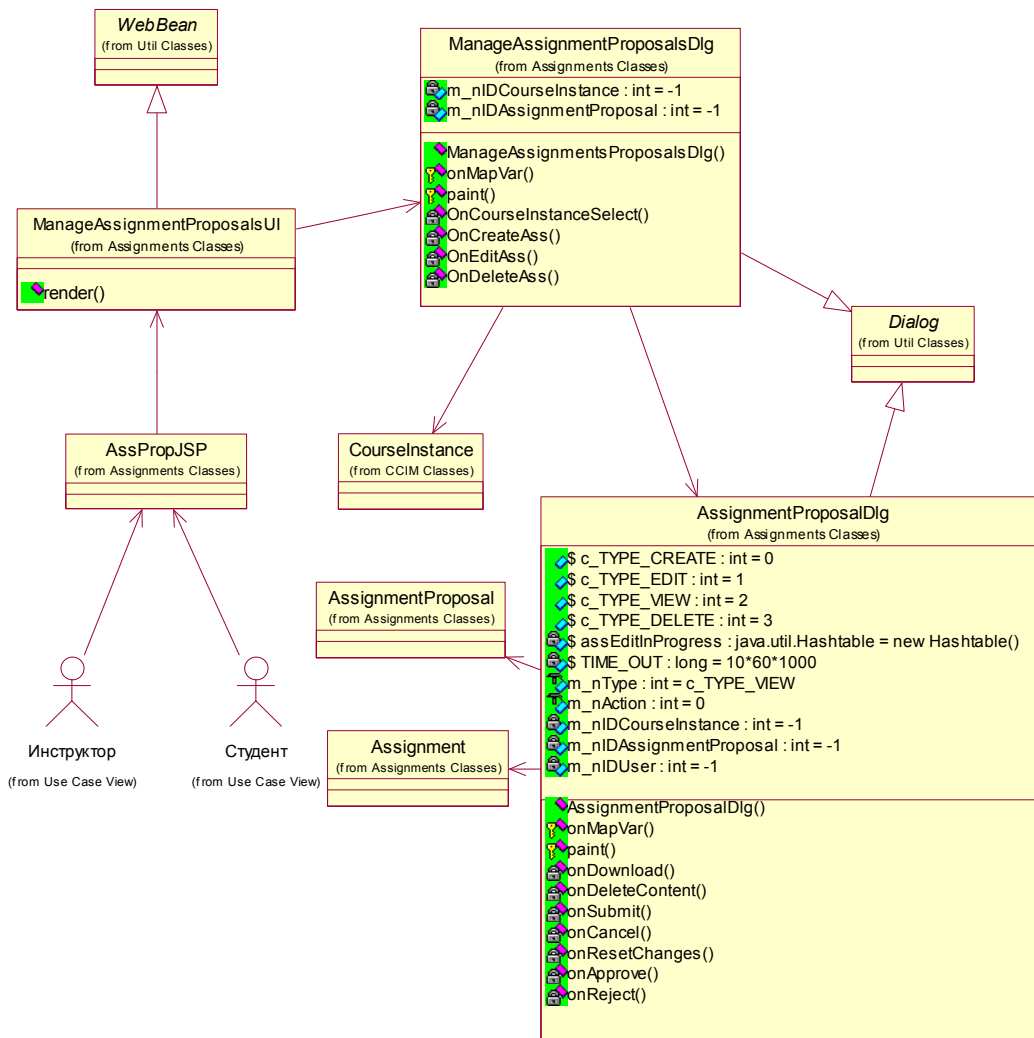 WebBean
(from Util Classes)
ManageAssignmentProposalsDlg
(from Assignments Classes)
m_nIDCourseInstance : int = -1
m_nIDAssignmentProposal : int = -1
ManageAssignmentsProposalsDlg()
onMapVar()
paint()
OnCourseInstanceSelect()
OnCreateAss()
OnEditAss()
OnDeleteAss()
ManageAssignmentProposalsUI
(from Assignments Classes)
render()
Dialog
(from Util Classes)
AssPropJSP
(from Assignments Classes)
CourseInstance
(from CCIM Classes)
AssignmentProposalDlg
(from Assignments Classes)
$ c_TYPE_CREATE : int = 0
$ c_TYPE_EDIT : int = 1
$ c_TYPE_VIEW : int = 2
$ c_TYPE_DELETE : int = 3
$ assEditInProgress : java.util.Hashtable = new Hashtable()
$ TIME_OUT : long = 10*60*1000
m_nType : int = c_TYPE_VIEW
m_nAction : int = 0
m_nIDCourseInstance : int = -1
m_nIDAssignmentProposal : int = -1
m_nIDUser : int = -1
AssignmentProposalDlg()
onMapVar()
paint()
onDownload()
onDeleteContent()
onSubmit()
onCancel()
onResetChanges()
onApprove()
onReject()
AssignmentProposal
(from Assignments Classes)
Assignment
(from Assignments Classes)
Инструктор
(from Use Case View)
Студент
(from Use Case View)